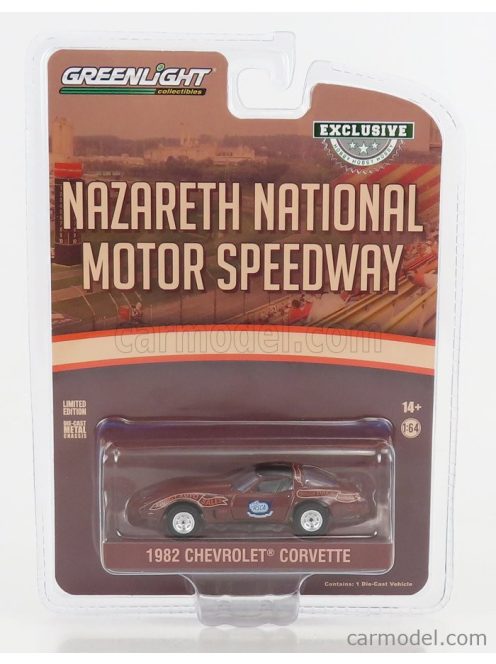 GREENLIGHT
collectibles
EXCLUSIVE
HOBBY
NAZARETH NATIONAL
MOTOR SPEEDWAY
carmodel.com
LIMITED
EDITION
DIE-CAST
METAL
CHASSIS
14+
1:64
1982 CHEVROLET® CORVETTE
Contains: 1 Die-Cast Vehicle
carmodel.com